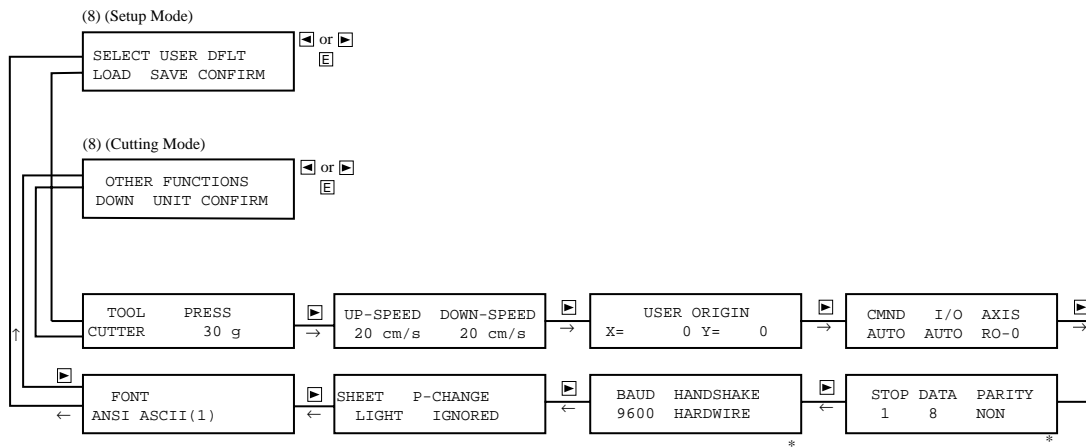 (8) (Setup Mode)
SELECT USER DFLT
LOAD SAVE CONFIRM
◄ or ►
E
(8) (Cutting Mode)
OTHER FUNCTIONS
DOWN UNIT CONFIRM
◄ or ►
E
TOOL PRESS
CUTTER 30 g
►
→
UP-SPEED DOWN-SPEED
20 cm/s 20 cm/s
►
→
USER ORIGIN
X= 0 Y= 0
►
→
CMND I/O AXIS
AUTO AUTO RO-0
►
→
↑
►
←
FONT
ANSI ASCII(1)
►
←
SHEET P-CHANGE
LIGHT IGNORED
►
←
BAUD HANDSHAKE
9600 HARDWIRE
*
►
←
STOP DATA PARITY
1 8 NON
*